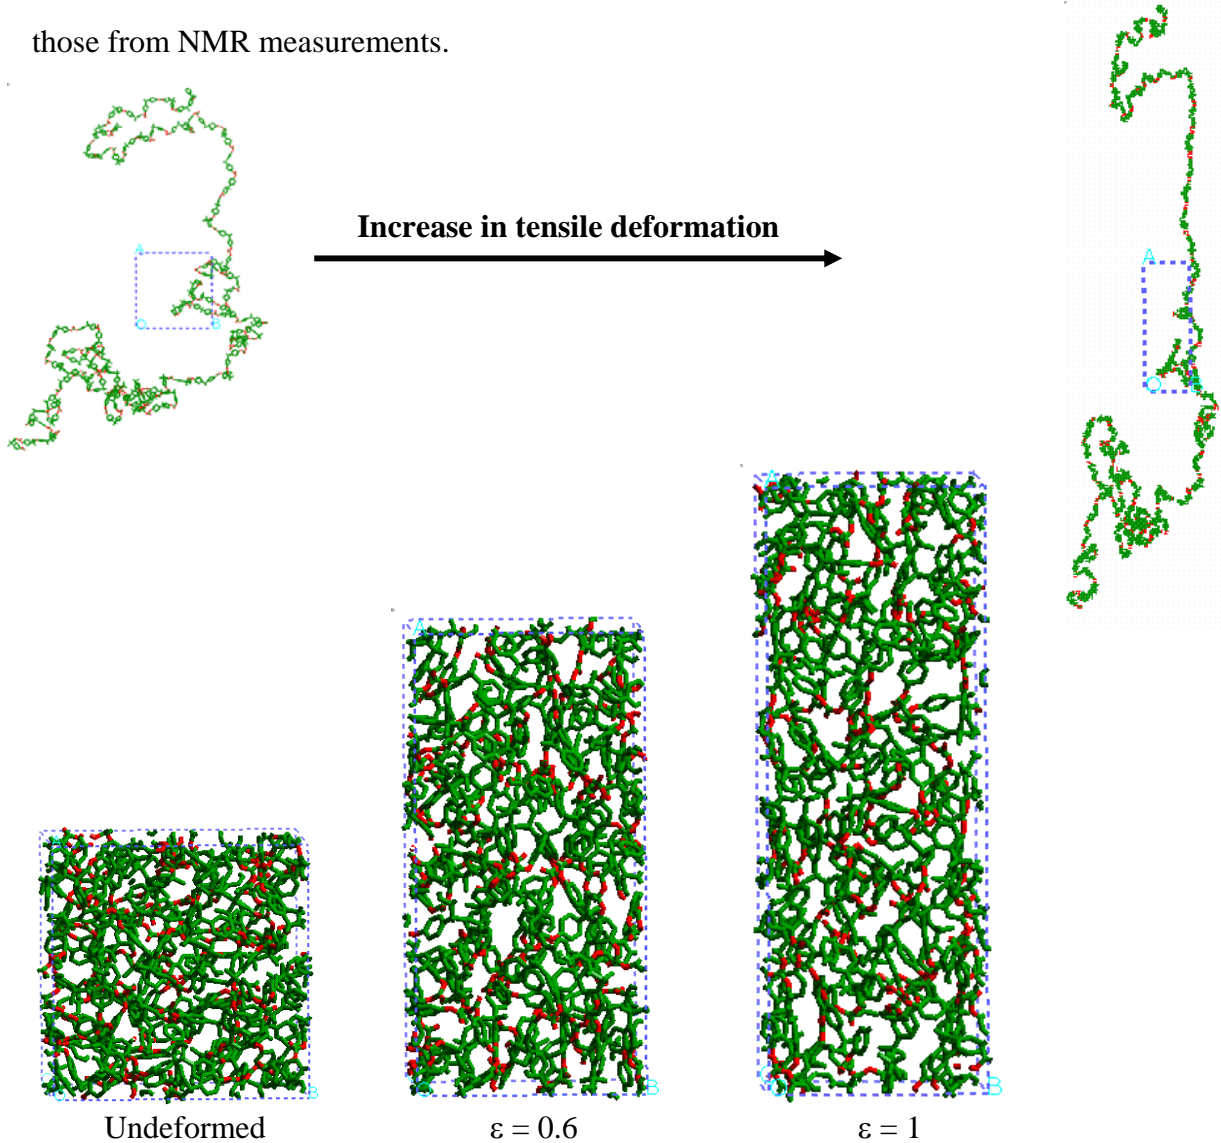 those from NMR measurements.
Increase in tensile deformation
A
O
B
A
O
A
O
B
A
B
A
O
B
Undeformed
ε = 0.6
ε = 1